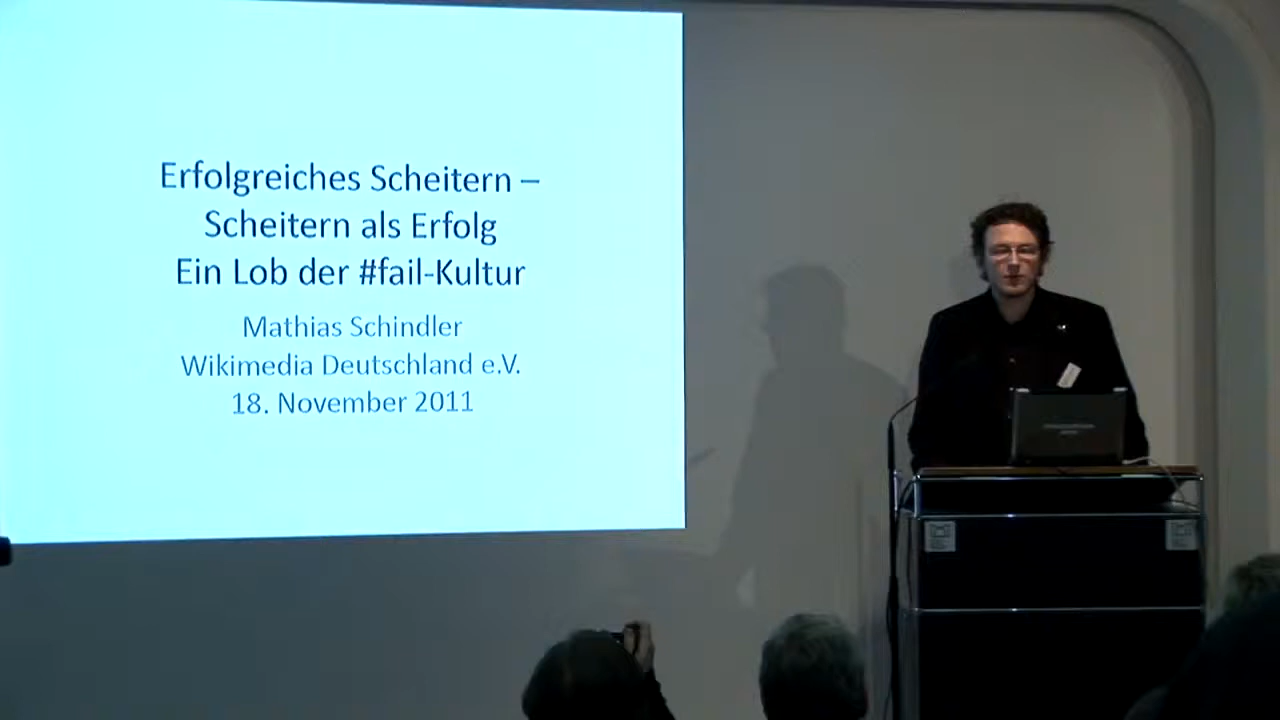 Erfolgreiches Scheitern –
Scheitern als Erfolg
Ein Lob der #fail-Kultur
Mathias Schindler
Wikimedia Deutschland e.V.
18. November 2011